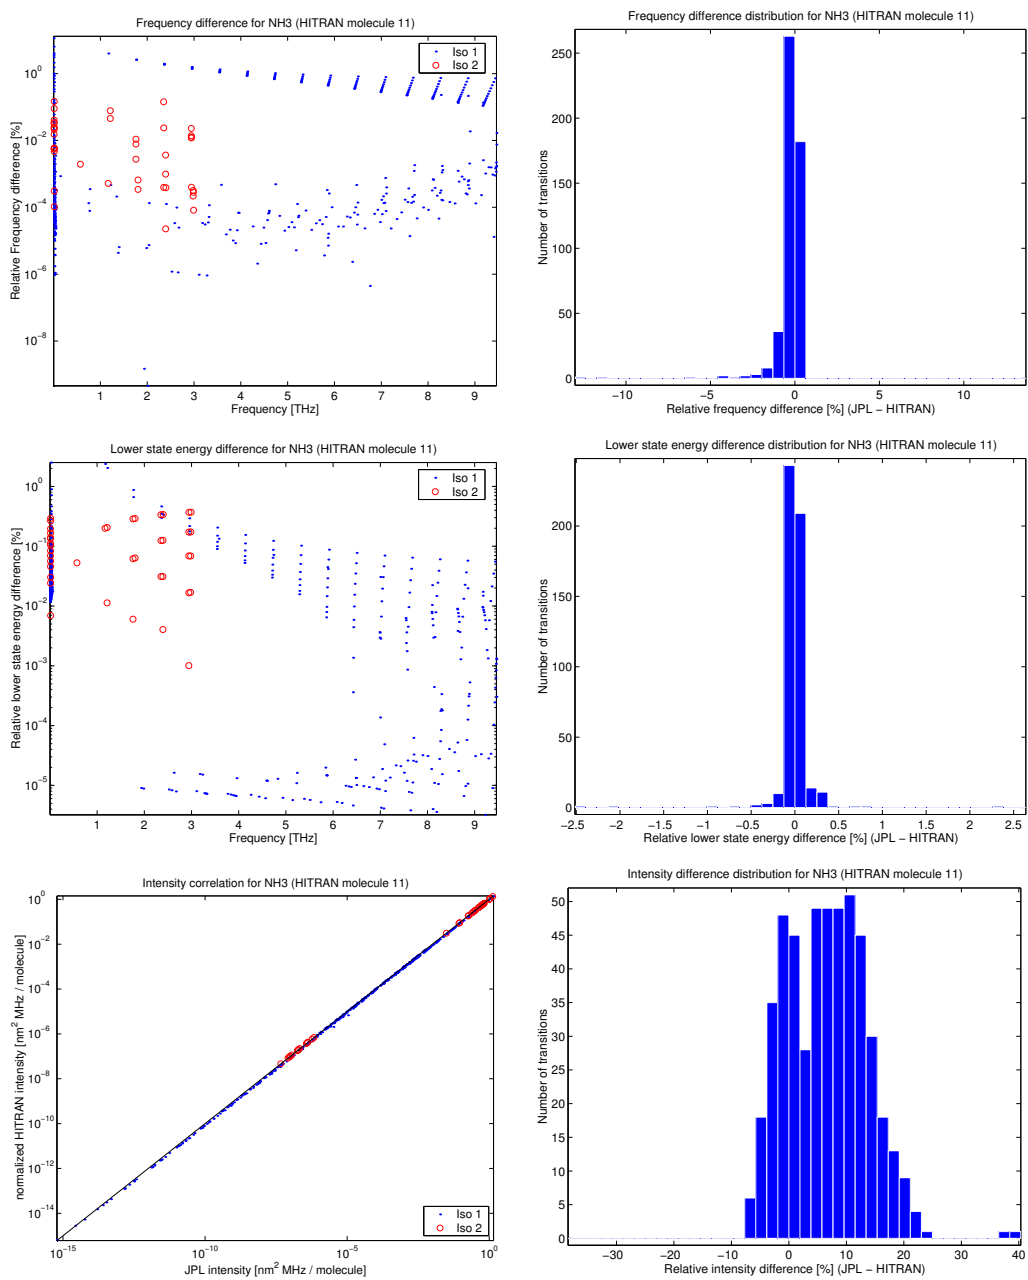 Frequency difference for NH3 (HITRAN molecule 11)
Iso 1
Iso 2
10^0
10^−2
10^−4
10^−6
10^−8
Relative Frequency difference [%]
1 2 3 4 5 6 7 8 9
Frequency [THz]
Frequency difference distribution for NH3 (HITRAN molecule 11)
250
200
150
100
50
0
Number of transitions
−10 −5 0 5 10
Relative frequency difference [%] (JPL − HITRAN)
Lower state energy difference for NH3 (HITRAN molecule 11)
Iso 1
Iso 2
10^0
10^−1
10^−2
10^−3
10^−4
10^−5
Relative lower state energy difference [%]
1 2 3 4 5 6 7 8 9
Frequency [THz]
Lower state energy difference distribution for NH3 (HITRAN molecule 11)
200
150
100
50
0
Number of transitions
−2.5 −2 −1.5 −1 −0.5 0 0.5 1 1.5 2 2.5
Relative lower state energy difference [%] (JPL − HITRAN)
Intensity correlation for NH3 (HITRAN molecule 11)
10^0
10^−2
10^−4
10^−6
10^−8
10^−10
10^−12
10^−14
normalized HITRAN intensity [nm^2 MHz / molecule]
Iso 1
Iso 2
10^−15 10^−10 10^−5 10^0
JPL intensity [nm^2 MHz / molecule]
Intensity difference distribution for NH3 (HITRAN molecule 11)
50
45
40
35
30
25
20
15
10
5
0
Number of transitions
−30 −20 −10 0 10 20 30 40
Relative intensity difference [%] (JPL − HITRAN)